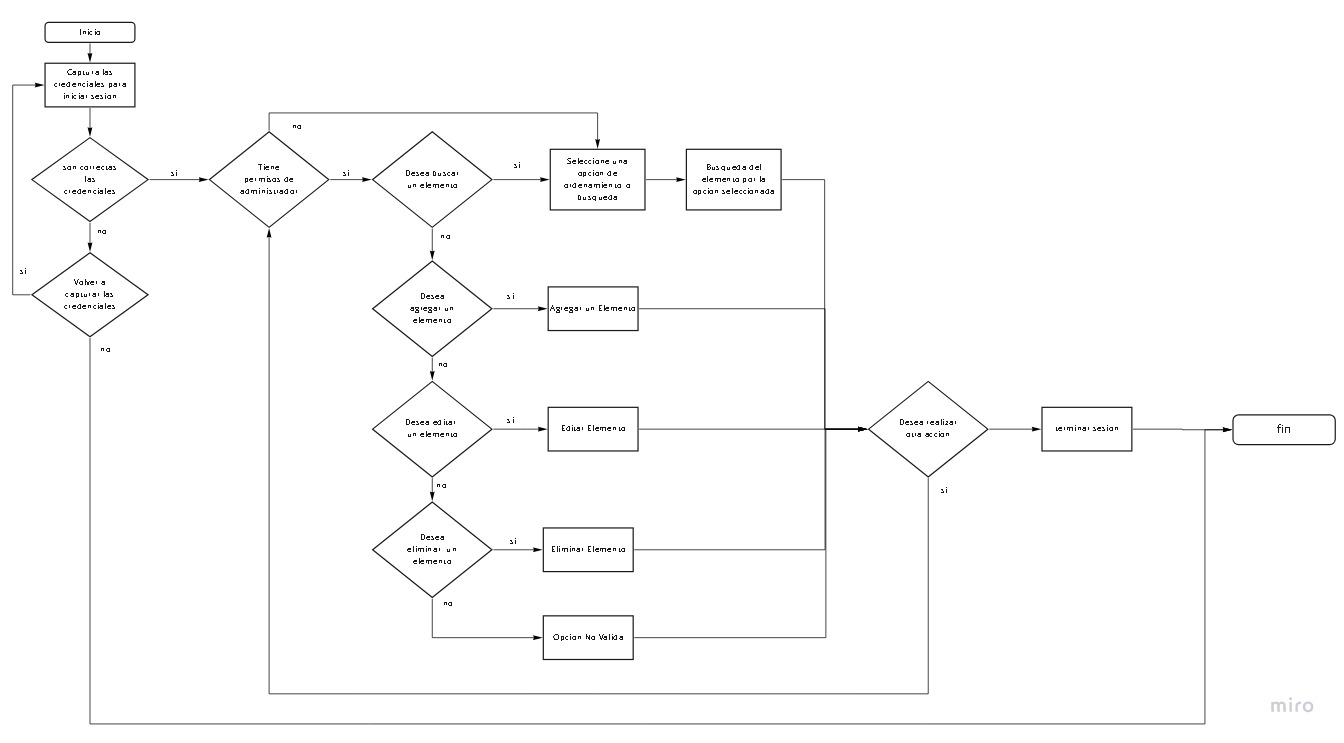 Inicio
Captura las
credenciales para
iniciar sesion
son correctas
las
credenciales
si
no
Volver a
capturar las
credenciales
si
no
Tiene
permisos de
administrador
no
si
Desea buscar
un elemento
si
no
Seleccione una
opcion de
ordenamiento o
busqueda
Busqueda del
elemento por la
opcion seleccionada
Desea
agregar un
elemento
si
no
Agregar un Elemento
Desea editar
un elemento
si
no
Editar Elemento
Desea
eliminar un
elemento
si
no
Eliminar Elemento
Opcion No Valida
Desea realizar
otra accion
si
terminar sesion
fin
miro